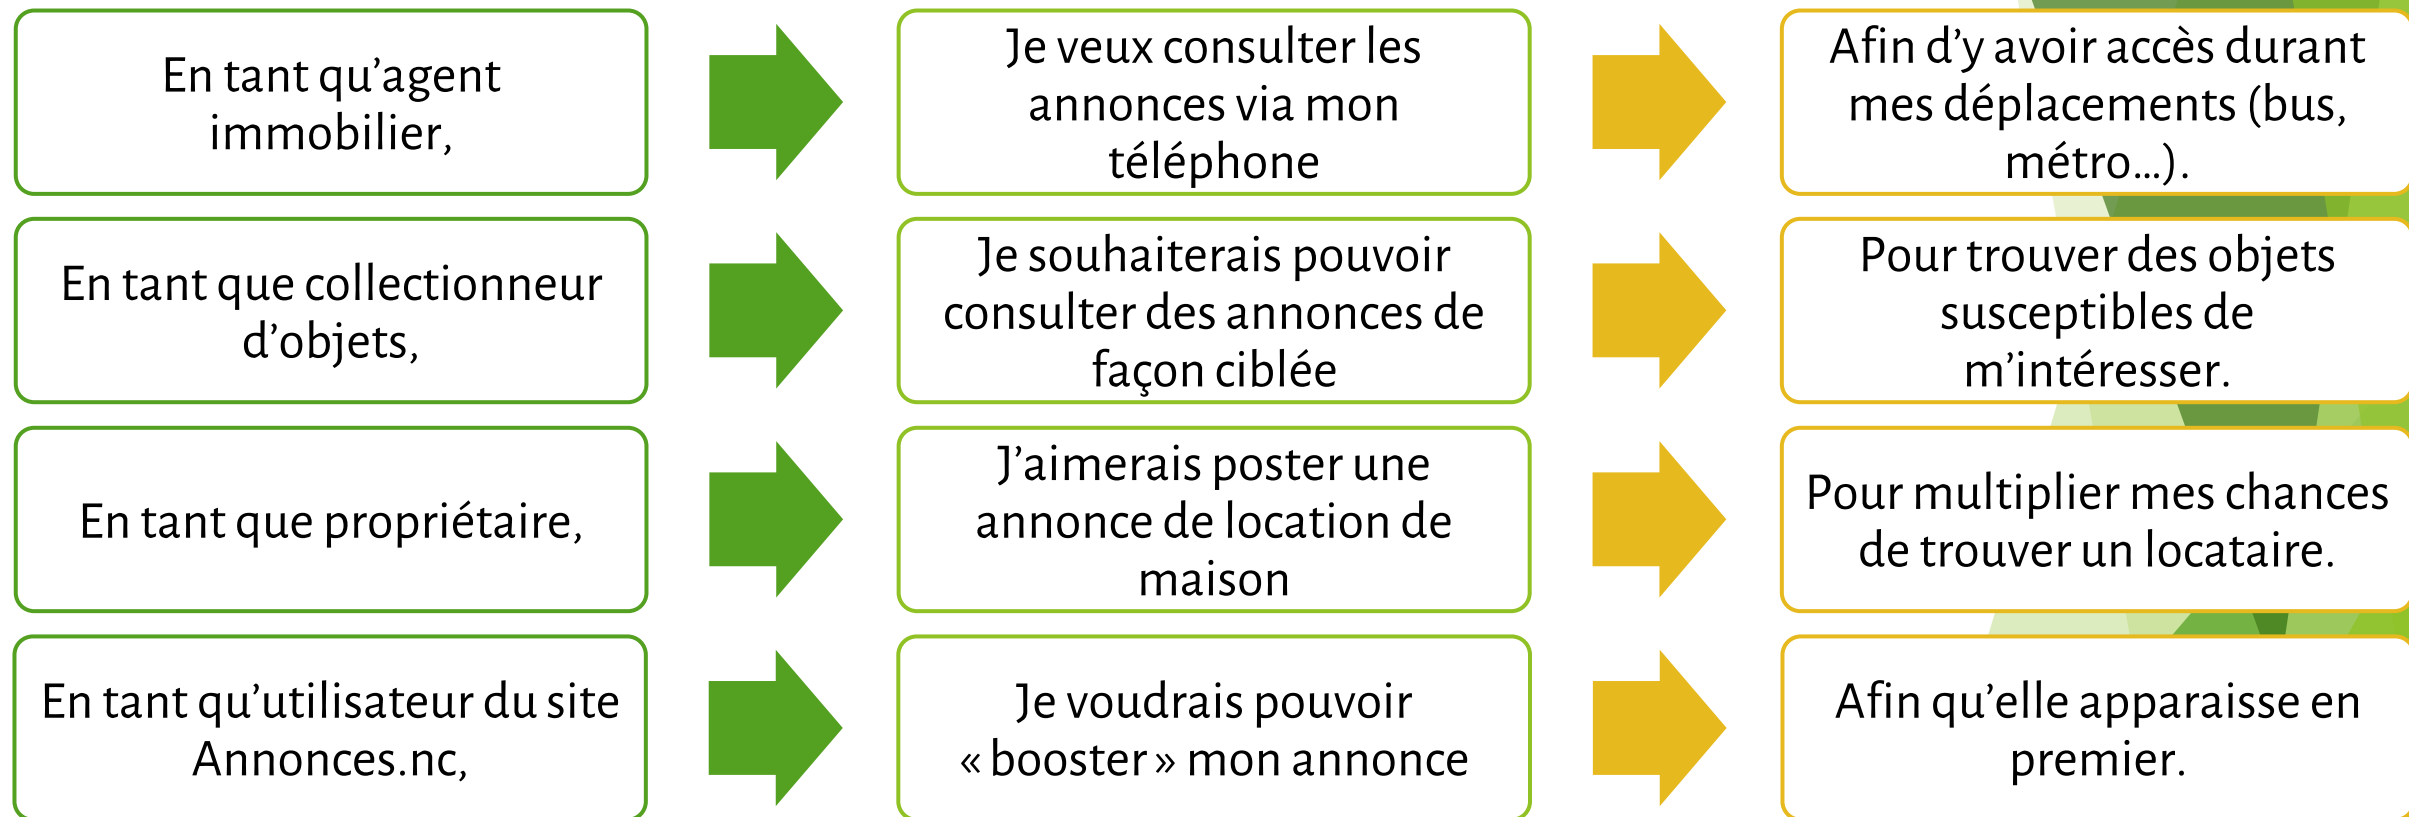 En tant qu’agent
immobilier,
Je veux consulter les
annonces via mon
téléphone
Afin d’y avoir accès durant
mes déplacements (bus,
métro…).
En tant que collectionneur
d’objets,
Je souhaiterais pouvoir
consulter des annonces de
façon ciblée
Pour trouver des objets
susceptibles de
m’intéresser.
En tant que propriétaire,
J’aimerais poster une
annonce de location de
maison
Pour multiplier mes chances
de trouver un locataire.
En tant qu’utilisateur du site
Annonces.nc,
Je voudrais pouvoir
« booster » mon annonce
Afin qu’elle apparaisse en
premier.